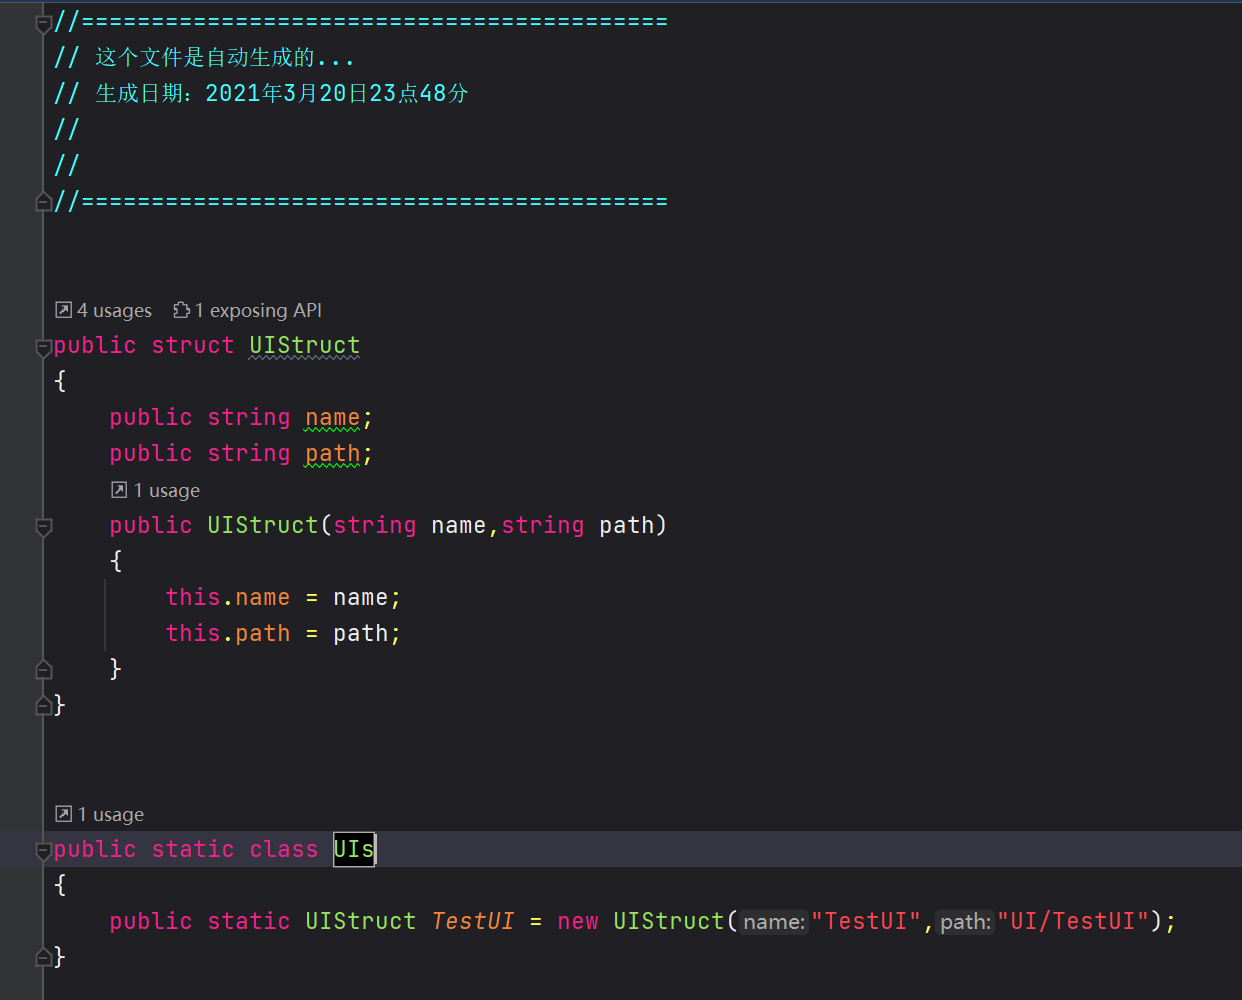 //==========================================
// 这个文件是自动生成的...
// 生成日期：2021年3月20日23点48分
//
//
//==========================================
4 usages 1 exposing API
public struct UIStruct
{
public string name;
public string path;
1 usage
public UIStruct(string name,string path)
{
this.name = name;
this.path = path;
}
}
1 usage
public static class UIs
{
public static UIStruct TestUI = new UIStruct(name:"TestUI",path:"UI/TestUI");
}